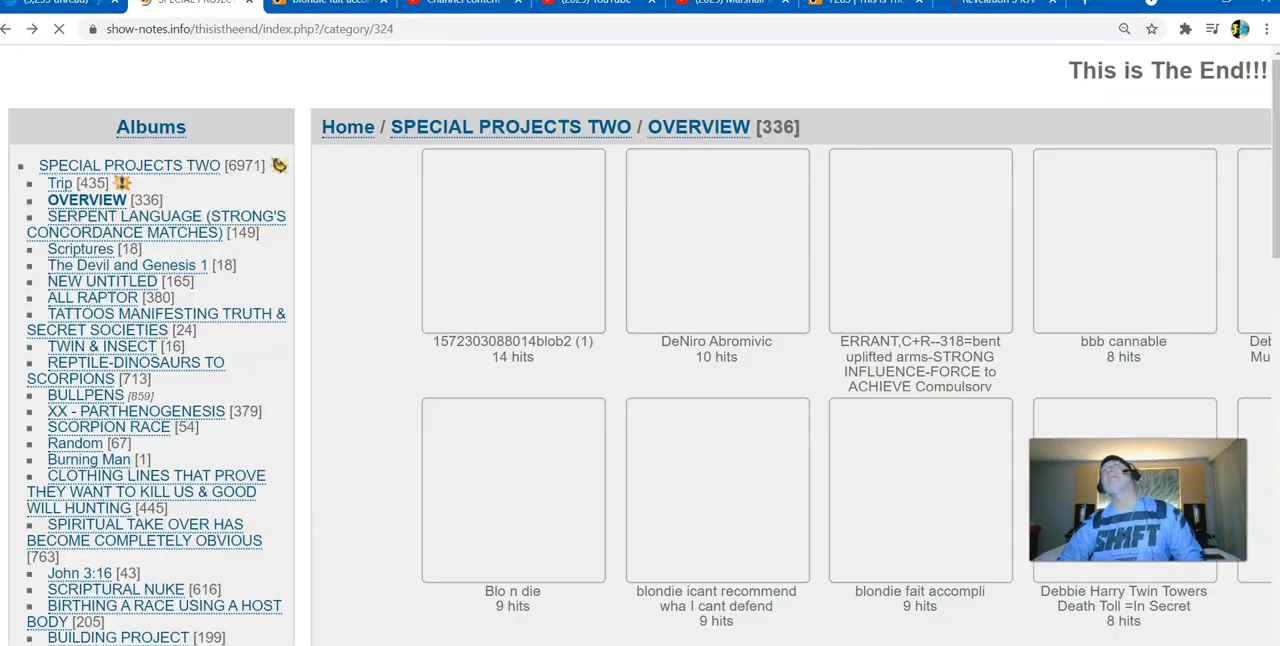 blondie fait acco
Channel content
show-notes.info/thisistheend/index.php?/category/324
This is The End!!!
Albums
Home / SPECIAL PROJECTS TWO / OVERVIEW [336]
SPECIAL PROJECTS TWO [6971]
Trip [435]
OVERVIEW [336]
SERPENT LANGUAGE (STRONG'S
CONCORDANCE MATCHES) [149]
Scriptures [18]
The Devil and Genesis 1 [18]
NEW UNTITLED [165]
ALL RAPTOR [380]
TATTOOS MANIFESTING TRUTH &
SECRET SOCIETIES [24]
TWIN & INSECT [16]
REPTILE-DINOSAURS TO
SCORPIONS [713]
BULLPENS [859]
XX - PARTHENOGENESIS [379]
SCORPION RACE [54]
Random [67]
Burning Man [1]
CLOTHING LINES THAT PROVE
THEY WANT TO KILL US & GOOD
WILL HUNTING [445]
SPIRITUAL TAKE OVER HAS
BECOME COMPLETELY OBVIOUS
[763]
John 3:16 [43]
SCRIPTURAL NUKE [616]
BIRTHING A RACE USING A HOST
BODY [205]
BUILDING PROJECT [199]
1572303088014blob2 (1)
14 hits
DeNiro Abromivic
10 hits
ERRANT,C+R--318=bent
uplifted arms-STRONG
INFLUENCE-FORCE to
ACHIEVE Compulsory
bbb cannable
8 hits
Deb
Mu
Blo n die
9 hits
blondie icant recommend
wha I cant defend
9 hits
blondie fait accompli
9 hits
Debbie Harry Twin Towers
Death Toll =In Secret
8 hits
SHIFT